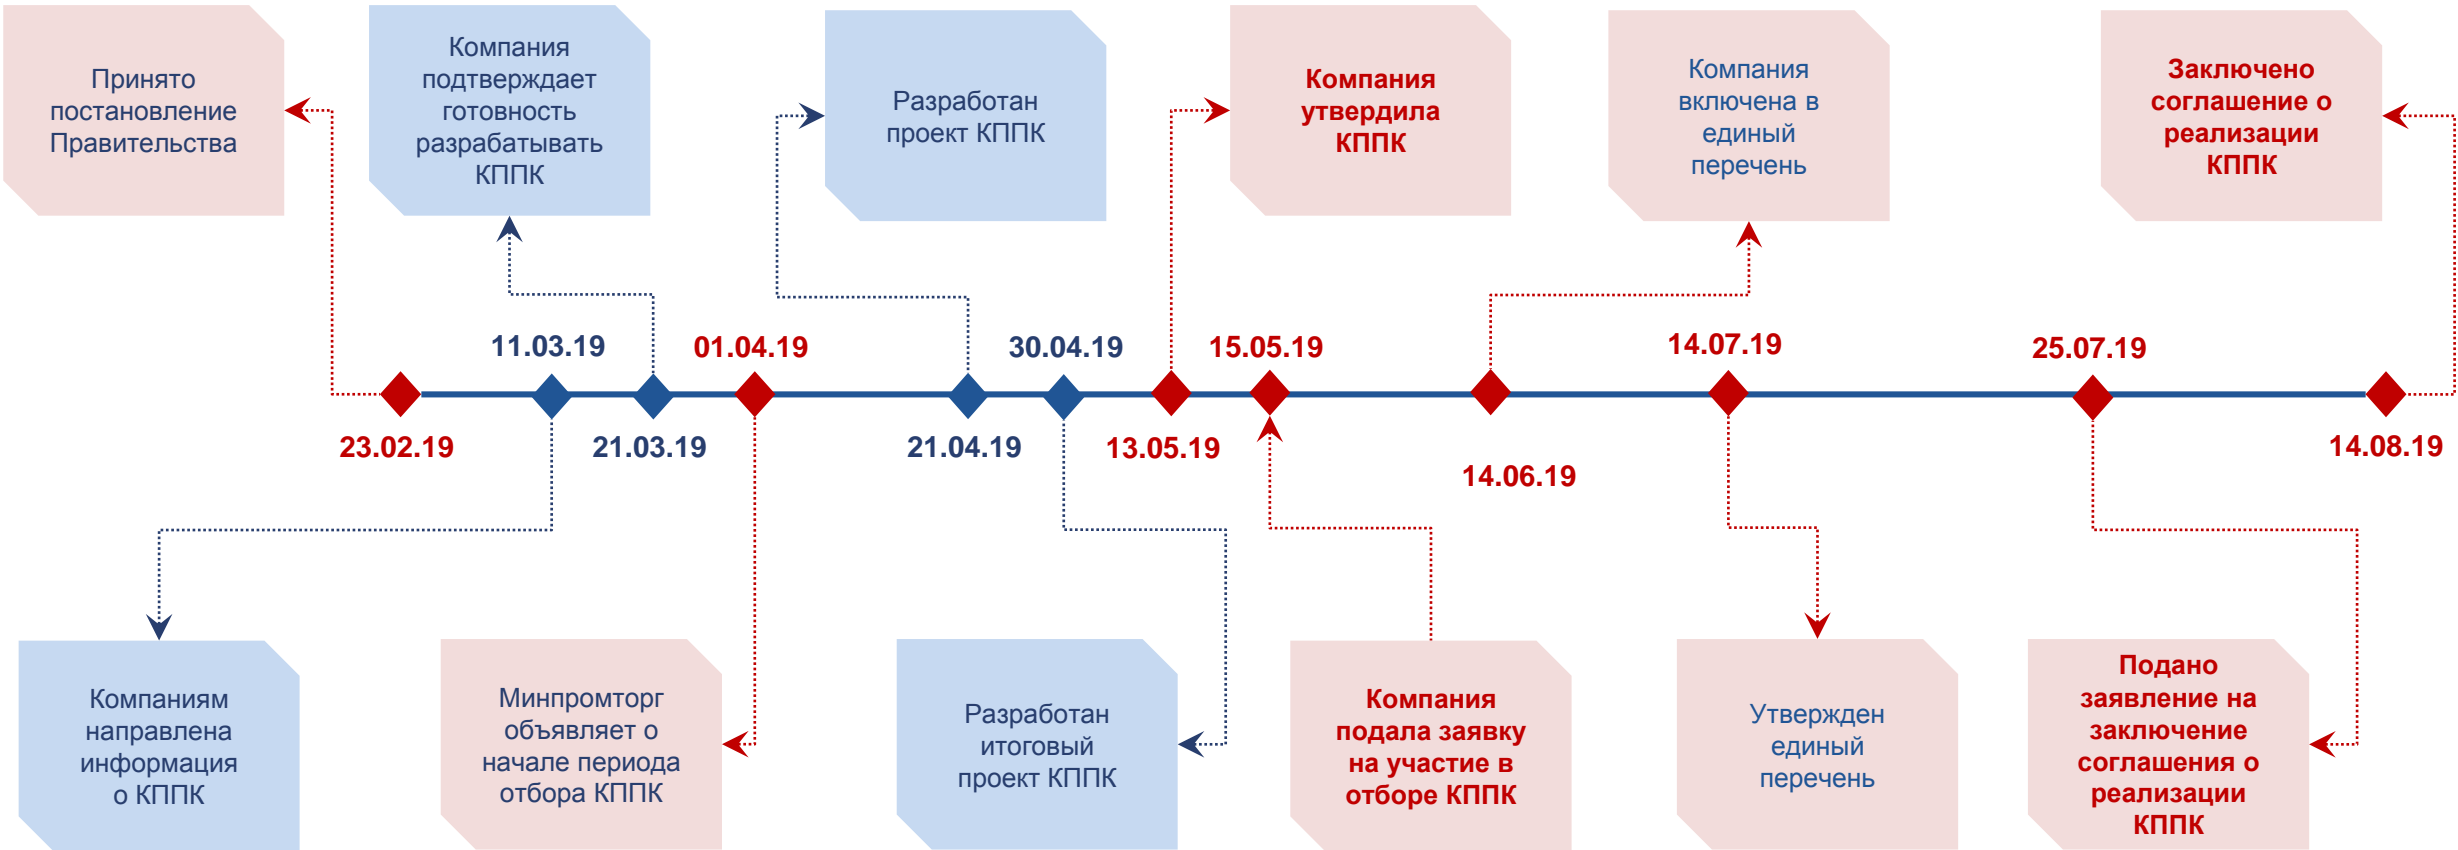 Принято
постановление
Правительства
Компания
подтверждает
готовность
разрабатывать
КППК
Разработан
проект КППК
Компания
утвердила
КППК
Компания
включена в
единый
перечень
Заключено
соглашение о
реализации
КППК
11.03.19
01.04.19
30.04.19
15.05.19
14.07.19
25.07.19
23.02.19
21.03.19
21.04.19
13.05.19
14.06.19
14.08.19
Компаниям
направлена
информация
о КППК
Минпромторг
объявляет о
начале периода
отбора КППК
Разработан
итоговый
проект КППК
Компания
подала заявку
на участие в
отборе КППК
Утвержден
единый
перечень
Подано
заявление на
заключение
соглашения о
реализации
КППК